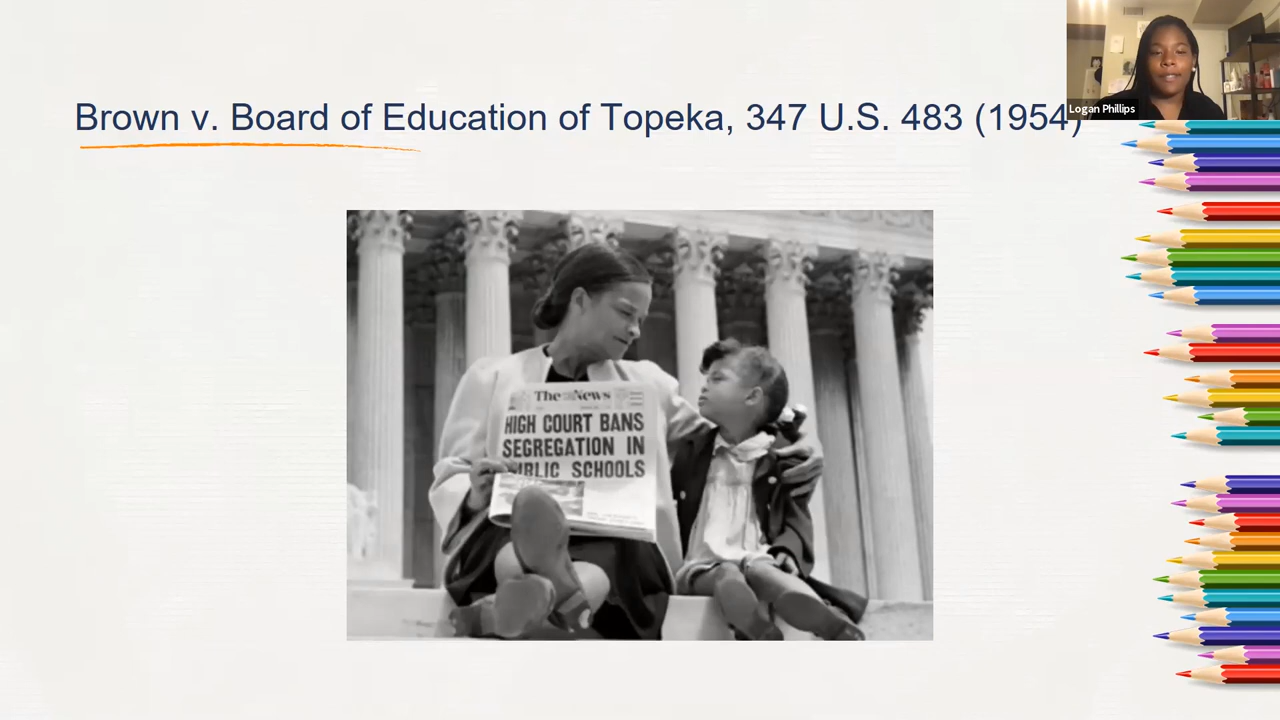 Brown v. Board of Education of Topeka, 347 U.S. 483 (1954)
Logan Phillips
The News
HIGH COURT BANS
SEGREGATION IN
PUBLIC SCHOOLS